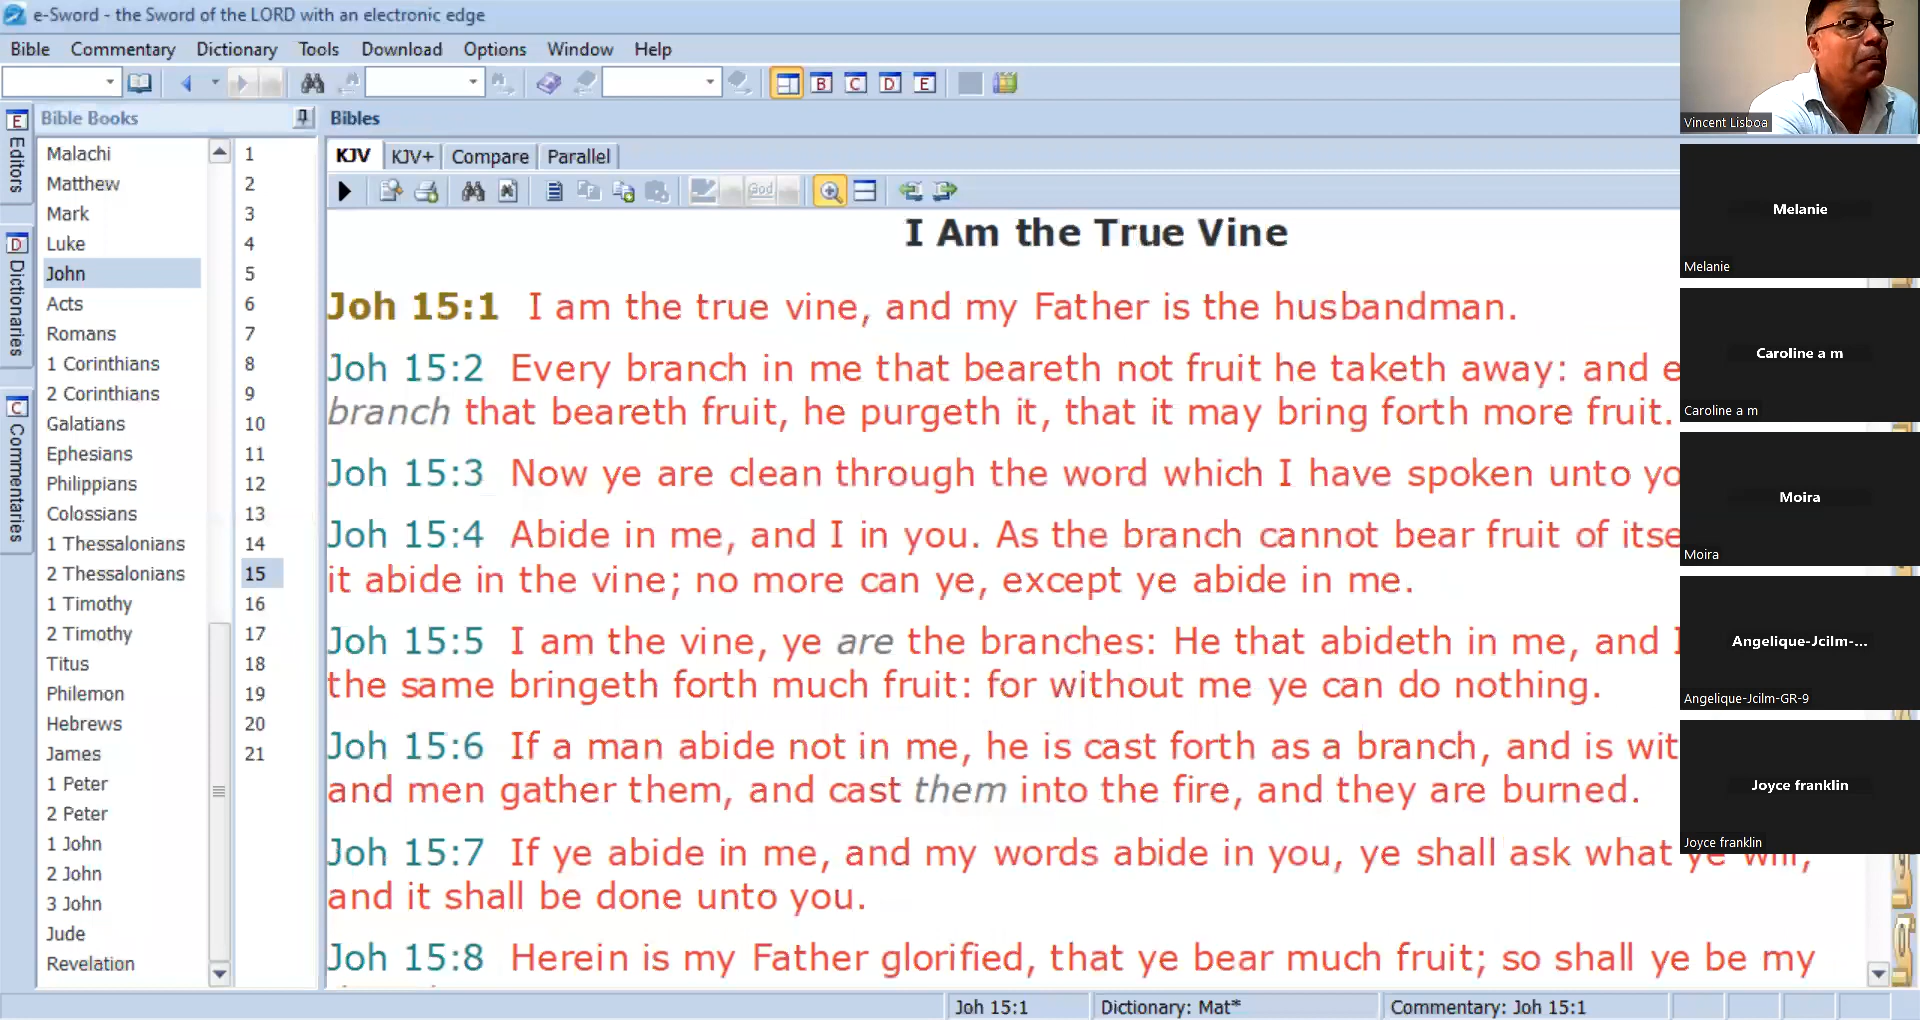 e-Sword - the Sword of the LORD with an electronic edge
Bible Commentary Dictionary Tools Download Options Window Help
B C D E
Bible Books
Bibles
E Editors
D Dictionaries
C Commentaries
Malachi
Matthew
Mark
Luke
John
Acts
Romans
1 Corinthians
2 Corinthians
Galatians
Ephesians
Philippians
Colossians
1 Thessalonians
2 Thessalonians
1 Timothy
2 Timothy
Titus
Philemon
Hebrews
James
1 Peter
2 Peter
1 John
2 John
3 John
Jude
Revelation
1
2
3
4
5
6
7
8
9
10
11
12
13
14
15
16
17
18
19
20
21
KJV KJV+ Compare Parallel
God
I Am the True Vine
Joh 15:1 I am the true vine, and my Father is the husbandman.
Joh 15:2 Every branch in me that beareth not fruit he taketh away: and e
branch that beareth fruit, he purgeth it, that it may bring forth more fruit.
Joh 15:3 Now ye are clean through the word which I have spoken unto yo
Joh 15:4 Abide in me, and I in you. As the branch cannot bear fruit of itse
it abide in the vine; no more can ye, except ye abide in me.
Joh 15:5 I am the vine, ye are the branches: He that abideth in me, and I
the same bringeth forth much fruit: for without me ye can do nothing.
Joh 15:6 If a man abide not in me, he is cast forth as a branch, and is wit
and men gather them, and cast them into the fire, and they are burned.
Joh 15:7 If ye abide in me, and my words abide in you, ye shall ask what ye will,
and it shall be done unto you.
Joh 15:8 Herein is my Father glorified, that ye bear much fruit; so shall ye be my
Joh 15:1
Dictionary: Mat*
Commentary: Joh 15:1
Vincent Lisboa
Melanie
Melanie
Caroline a m
Caroline a m
Moira
Moira
Angelique-Jcilm-...
Angelique-Jcilm-GR-9
Joyce franklin
Joyce franklin